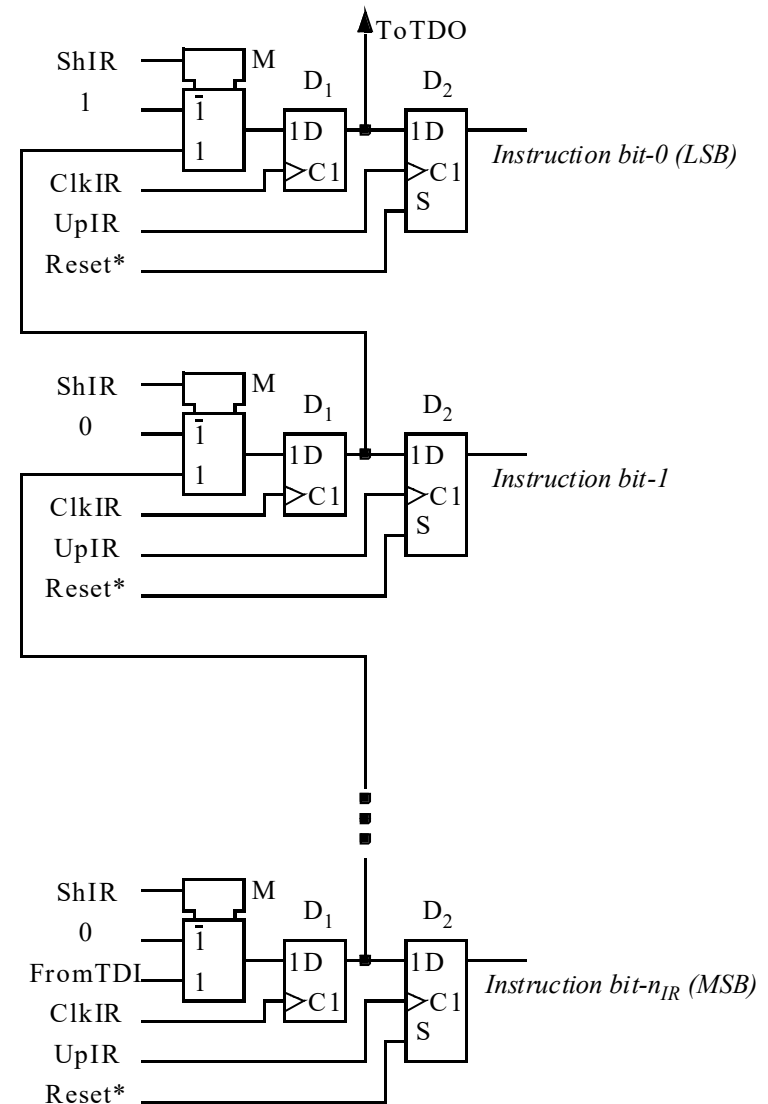 ToTDO
ShIR M
D1 D2
1 1̄
1D 1D
Instruction bit-0 (LSB)
1
ClkIR C1 C1
S
UpIR
Reset*
ShIR M
D1 D2
0 1̄
1D 1D
Instruction bit-1
1
ClkIR C1 C1
S
UpIR
Reset*
ShIR M
D1 D2
0 1̄
1D 1D
FromTDI 1
Instruction bit-nIR (MSB)
ClkIR C1 C1
S
UpIR
Reset*